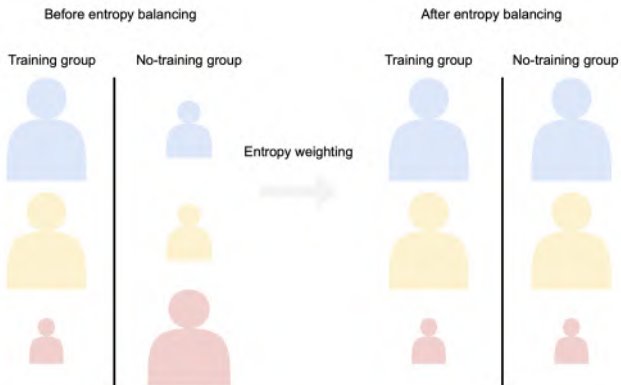 Before entropy balancing
After entropy balancing
Training group
No-training group
Training group
No-training group
Entropy weighting